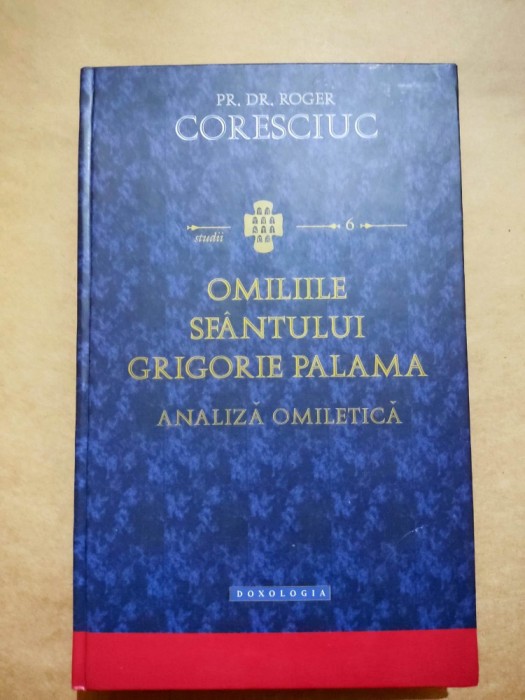 PR. DR. ROGER
CORESCIUC
studii 6
OMILIILE
SFÂNTULUI
GRIGORIE PALAMA
ANALIZĂ OMILETICĂ
DOXOLOGIA